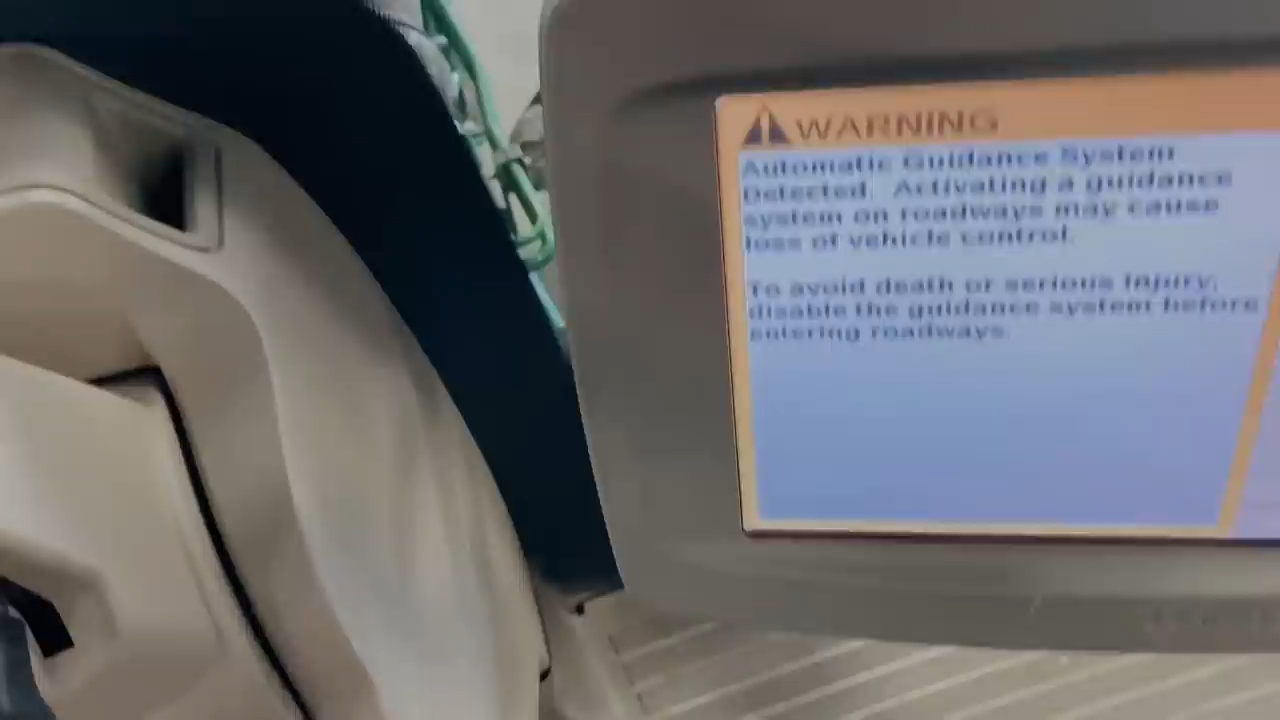 WARNING
Automatic Guidance System
Detected. Activating a guidance
system on roadways may cause
loss of vehicle control.
To avoid death or serious injury,
disable the guidance system before
entering roadways.